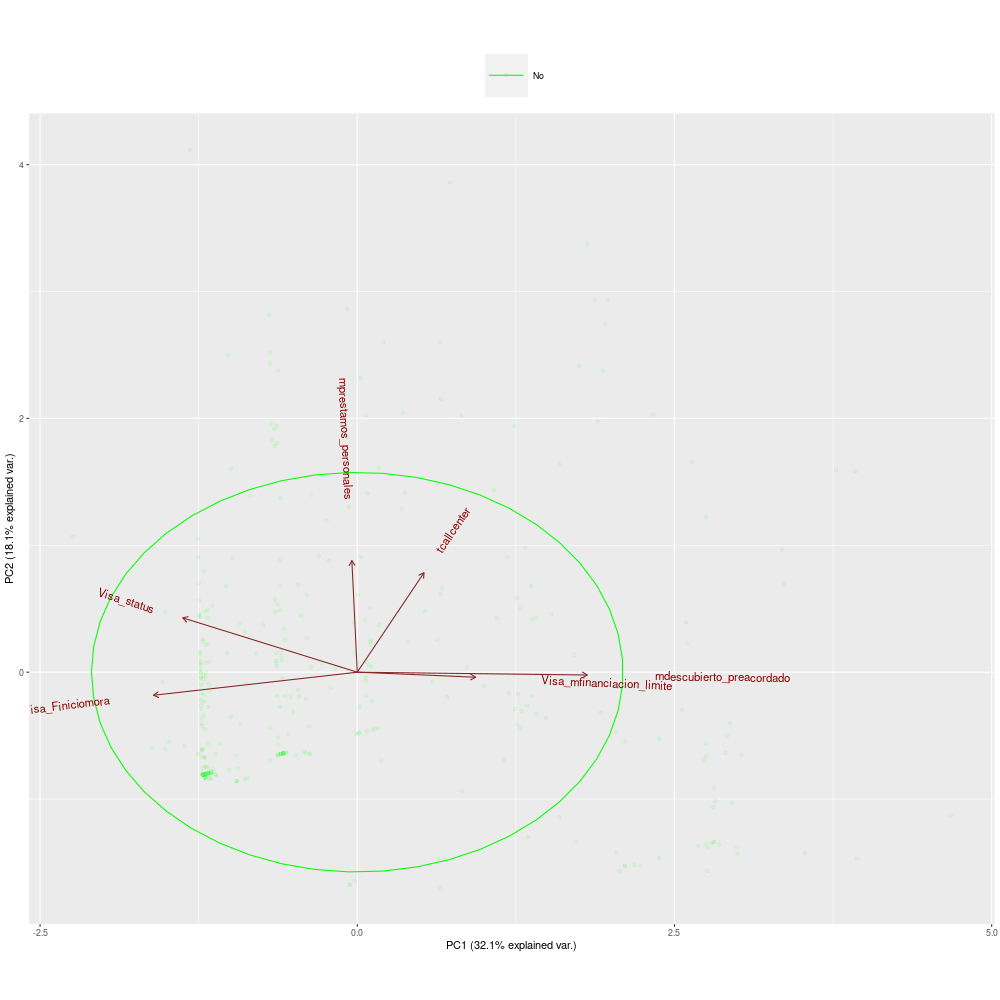 No
4
2
0
-2.5
0.0
2.5
5.0
PC1 (32.1% explained var.)
PC2 (18.1% explained var.)
mprestamos_personales
tcallcenter
Visa_status
isa_Finiciomora
Visa_mfinanciacion_limite
mdescubierto_preacordado